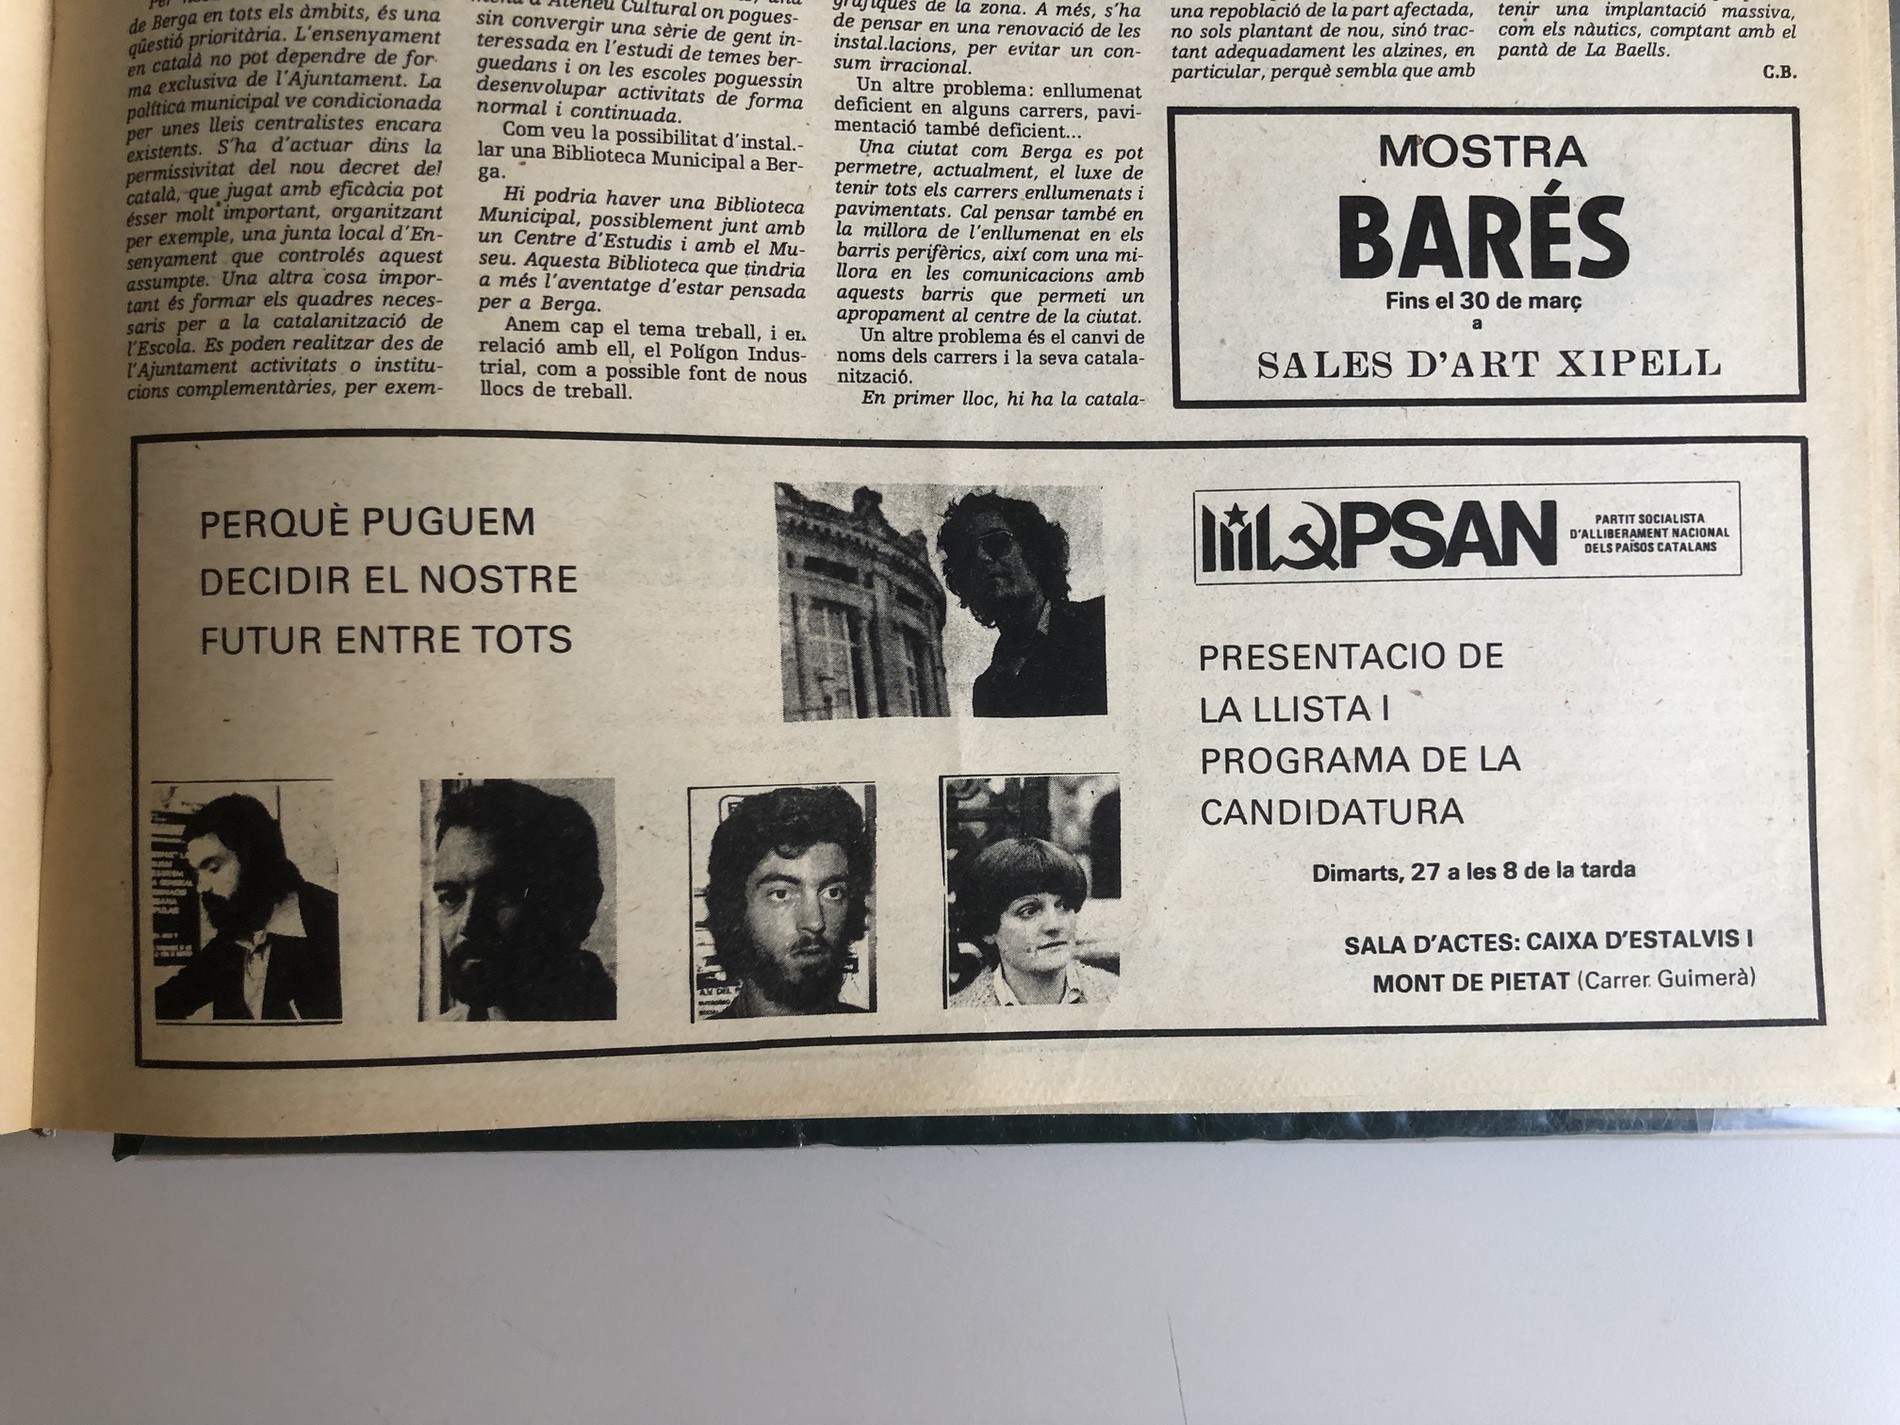 de Berga en tots els àmbits, és una
qüestió prioritària. L'ensenyament
en català no pot dependre de for-
ma exclusiva de l'Ajuntament. La
política municipal ve condicionada
per unes lleis centralistes encara
existents. S'ha d'actuar dins la
permissivitat del nou decret del
català, que jugat amb eficàcia pot
ésser molt important, organitzant
per exemple, una junta local d'En-
senyament que controlés aquest
assumpte. Una altra cosa impor-
tant és formar els quadres neces-
saris per a la catalanització de
l'Escola. Es poden realitzar des de
l'Ajuntament activitats o institu-
cions complementàries, per exem-
d'Ateneu Cultural on pogues-
sin convergir una sèrie de gent in-
teressada en l'estudi de temes ber-
guedans i on les escoles poguessin
desenvolupar activitats de forma
normal i continuada.
Com veu la possibilitat d'instal.-
lar una Biblioteca Municipal a Ber-
ga.
Hi podria haver una Biblioteca
Municipal, possiblement junt amb
un Centre d'Estudis i amb el Mu-
seu. Aquesta Biblioteca que tindria
a més l'aventatge d'estar pensada
per a Berga.
Anem cap el tema treball, i en
relació amb ell, el Polígon Indus-
trial, com a possible font de nous
llocs de treball.
gràfiques de la zona. A més, s'ha
de pensar en una renovació de les
instal.lacions, per evitar un con-
sum irracional.
Un altre problema: enllumenat
deficient en alguns carrers, pavi-
mentació també deficient...
Una ciutat com Berga es pot
permetre, actualment, el luxe de
tenir tots els carrers enllumenats i
pavimentats. Cal pensar també en
la millora de l'enllumenat en els
barris perifèrics, així com una mi-
llora en les comunicacions amb
aquests barris que permeti un
apropament al centre de la ciutat.
Un altre problema és el canvi de
noms dels carrers i la seva catala-
nització.
En primer lloc, hi ha la catala-
una repoblació de la part afectada,
no sols plantant de nou, sinó trac-
tant adequadament les alzines, en
particular, perquè sembla que amb
tenir una implantació massiva,
com els nàutics, comptant amb el
pantà de La Baells.
C.B.
MOSTRA
BARÉS
Fins el 30 de març
a
SALES D'ART XIPELL
PERQUÈ PUGUEM
DECIDIR EL NOSTRE
FUTUR ENTRE TOTS
PSAN
PARTIT SOCIALISTA
D'ALLIBERAMENT NACIONAL
DELS PAÏSOS CATALANS
PRESENTACIO DE
LA LLISTA I
PROGRAMA DE LA
CANDIDATURA
Dimarts, 27 a les 8 de la tarda
SALA D'ACTES: CAIXA D'ESTALVIS I
MONT DE PIETAT (Carrer Guimerà)